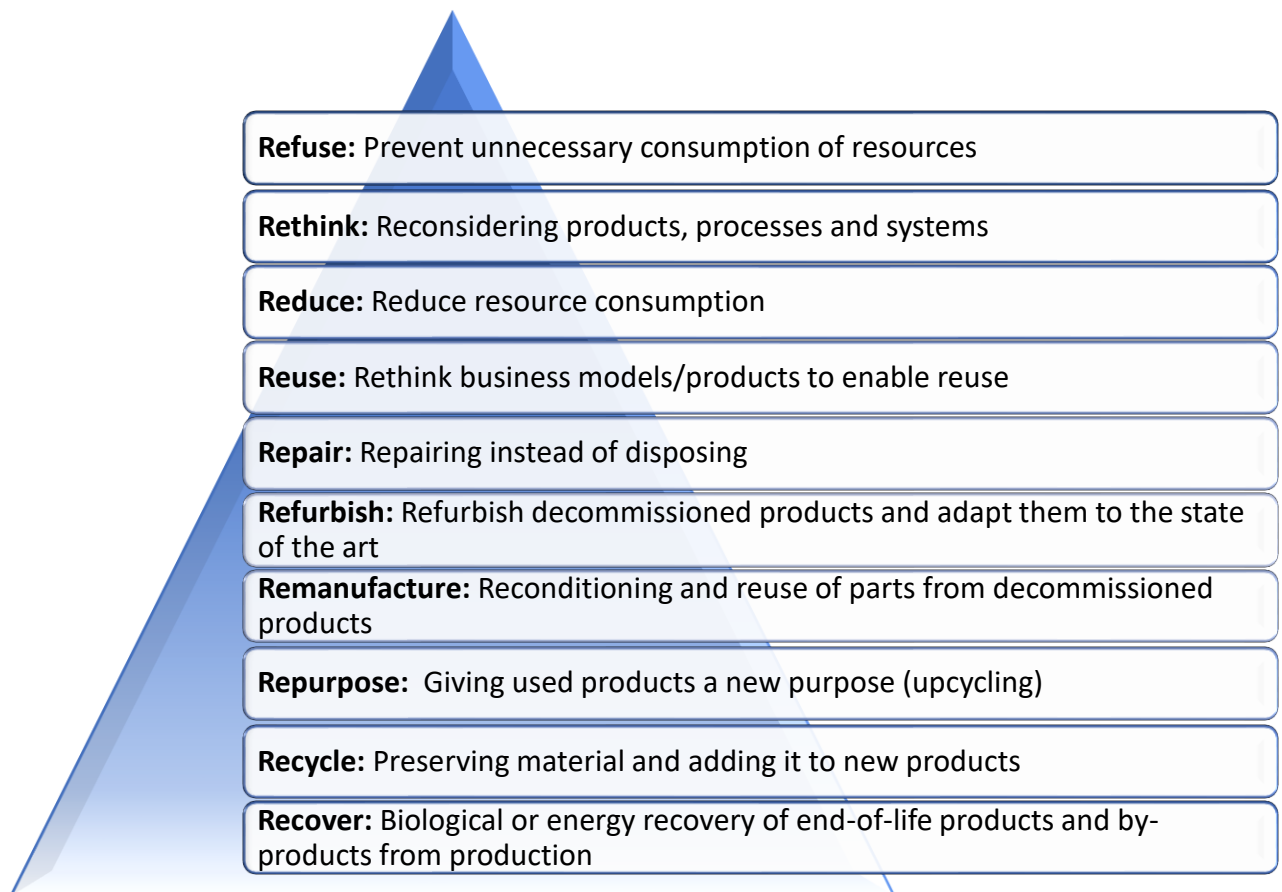 Refuse: Prevent unnecessary consumption of resources
Rethink: Reconsidering products, processes and systems
Reduce: Reduce resource consumption
Reuse: Rethink business models/products to enable reuse
Repair: Repairing instead of disposing
Refurbish: Refurbish decommissioned products and adapt them to the state
of the art
Remanufacture: Reconditioning and reuse of parts from decommissioned
products
Repurpose: Giving used products a new purpose (upcycling)
Recycle: Preserving material and adding it to new products
Recover: Biological or energy recovery of end-of-life products and by-
products from production